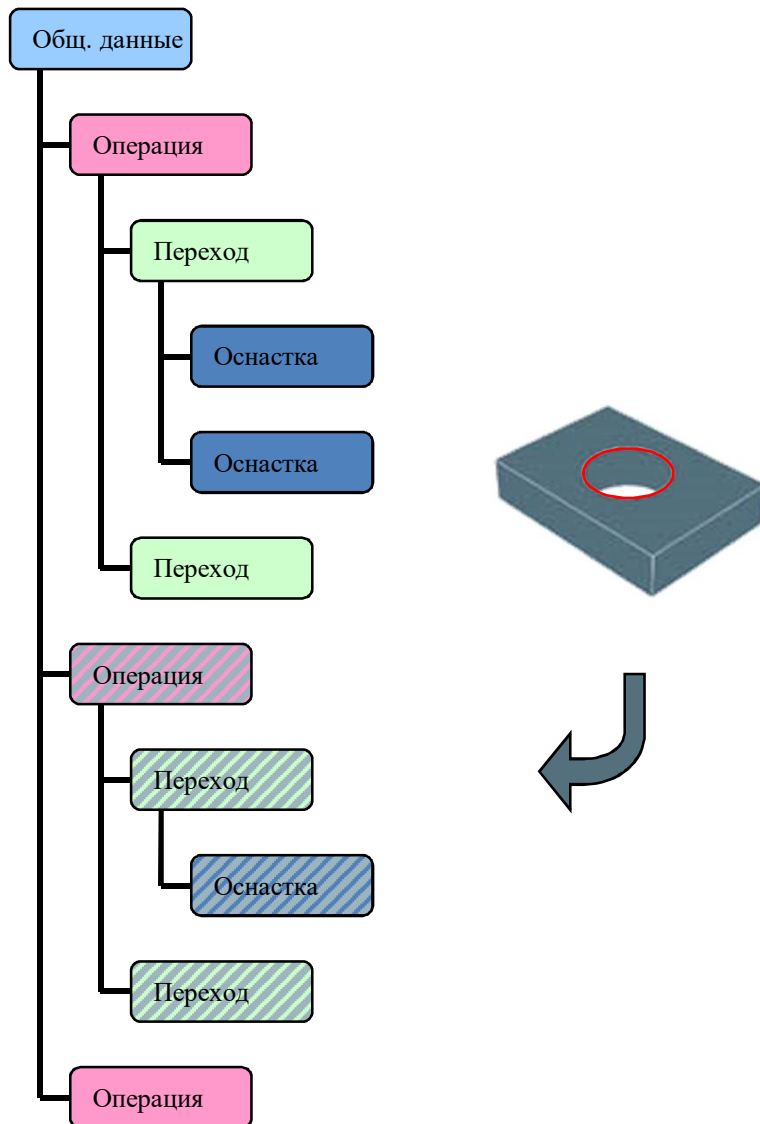 Общ. данные
Операция
Переход
Оснастка
Оснастка
Переход
Операция
Переход
Оснастка
Переход
Операция